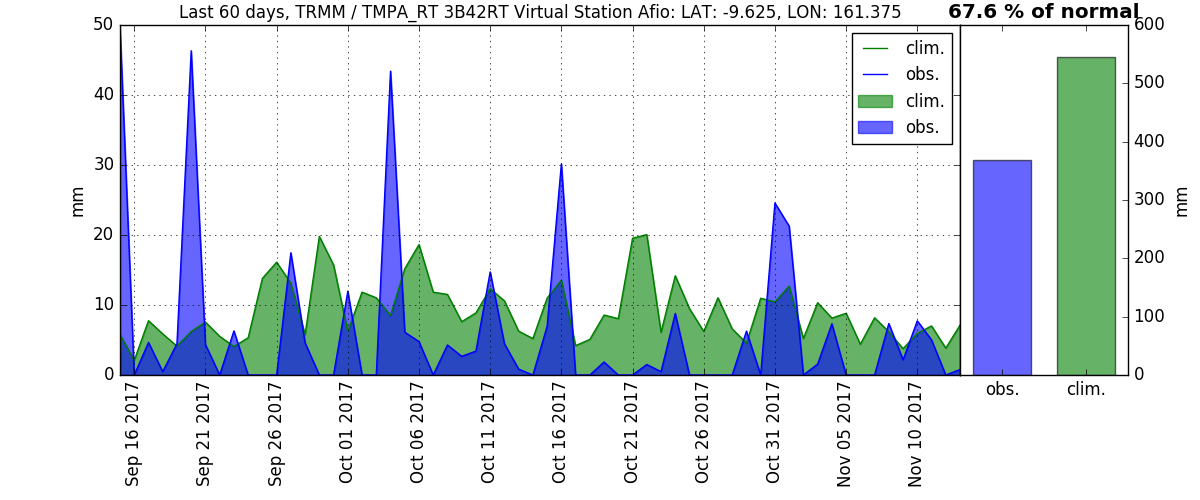 Last 60 days, TRMM / TMPA_RT 3B42RT Virtual Station Afio: LAT: -9.625, LON: 161.375
67.6 % of normal
50
40
30
20
10
0
mm
clim.
obs.
clim.
obs.
Sep 16 2017
Sep 21 2017
Sep 26 2017
Oct 01 2017
Oct 06 2017
Oct 11 2017
Oct 16 2017
Oct 21 2017
Oct 26 2017
Oct 31 2017
Nov 05 2017
Nov 10 2017
600
500
400
300
200
100
0
mm
obs.
clim.